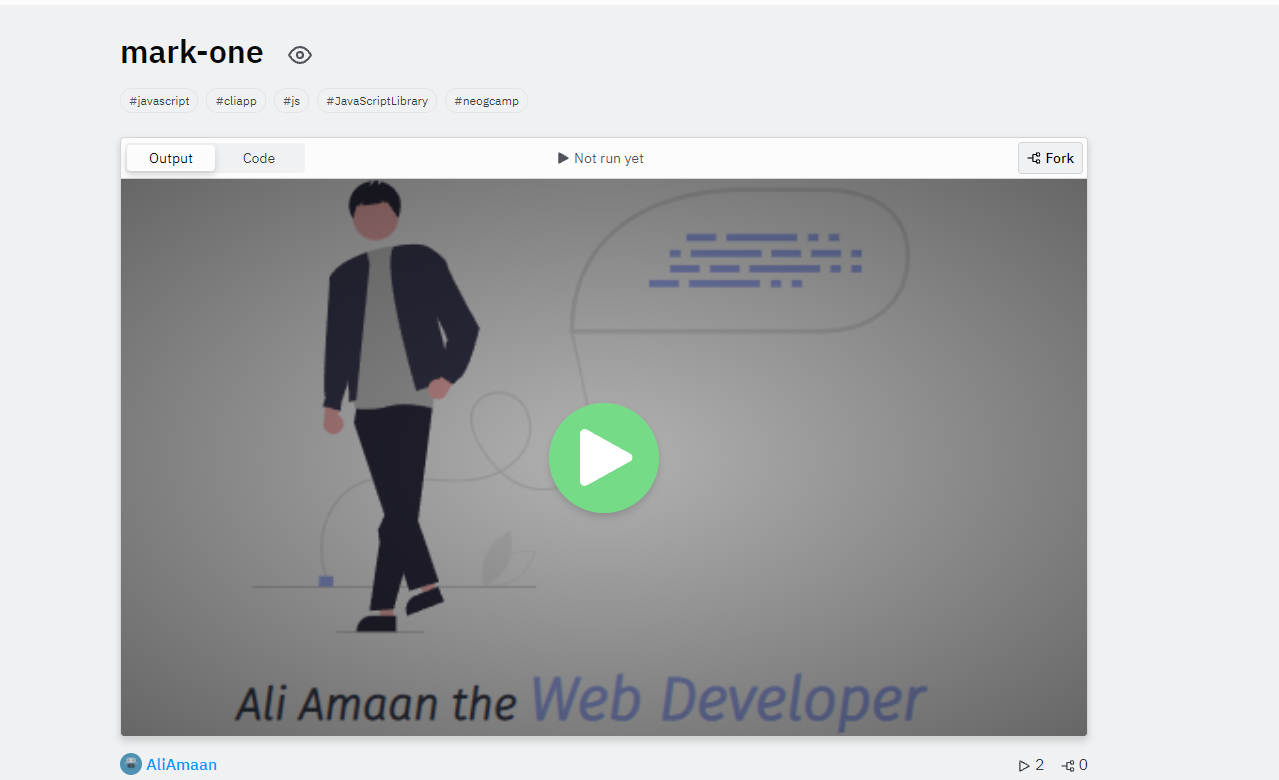 mark-one
#javascript #cliapp #js #JavaScriptLibrary #neogcamp
Output Code Not run yet Fork
Ali Amaan the Web Developer
AliAmaan 2 0